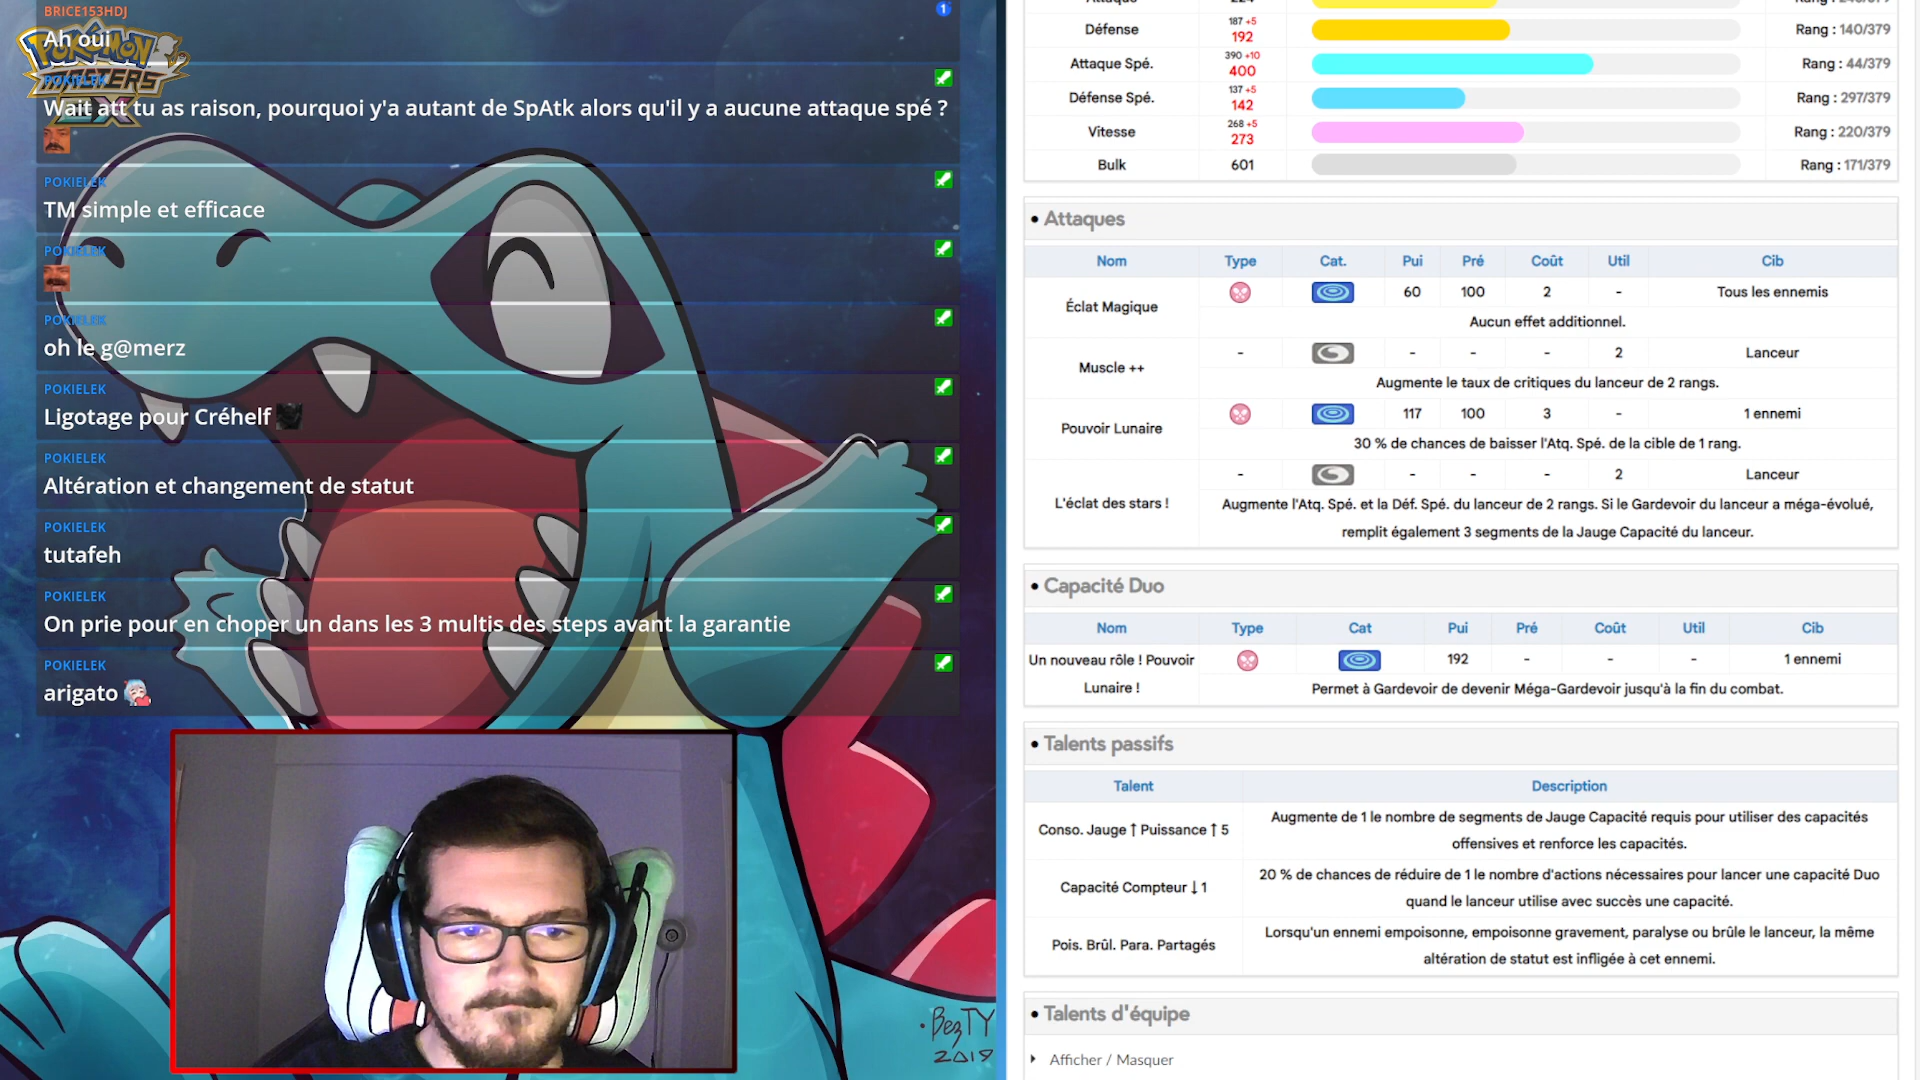 BRICE153HDJ
Ah oui
POKÉMON
MASTERS
EX
POKIELEK
Wait att tu as raison, pourquoi y'a autant de SpAtk alors qu'il y a aucune attaque spé ?
POKIELEK
TM simple et efficace
POKIELEK
POKIELEK
oh le g@merz
POKIELEK
Ligotage pour Créhelf
POKIELEK
Altération et changement de statut
POKIELEK
tutafeh
POKIELEK
On prie pour en choper un dans les 3 multis des steps avant la garantie
POKIELEK
arigato
BezTY
2019
Défense 187 +5 192 Rang : 140/379
Attaque Spé. 390 +10 400 Rang : 44/379
Défense Spé. 137 +5 142 Rang : 297/379
Vitesse 268 +5 273 Rang : 220/379
Bulk 601 Rang : 171/379
• Attaques
Nom Type Cat. Pui Pré Coût Util Cib
Éclat Magique 60 100 2 - Tous les ennemis
Aucun effet additionnel.
Muscle ++ - - - - 2 Lanceur
Augmente le taux de critiques du lanceur de 2 rangs.
Pouvoir Lunaire 117 100 3 - 1 ennemi
30 % de chances de baisser l'Atq. Spé. de la cible de 1 rang.
L'éclat des stars ! - - - - 2 Lanceur
Augmente l'Atq. Spé. et la Déf. Spé. du lanceur de 2 rangs. Si le Gardevoir du lanceur a méga-évolué,
remplit également 3 segments de la Jauge Capacité du lanceur.
• Capacité Duo
Nom Type Cat Pui Pré Coût Util Cib
Un nouveau rôle ! Pouvoir
Lunaire ! 192 - - - 1 ennemi
Permet à Gardevoir de devenir Méga-Gardevoir jusqu'à la fin du combat.
• Talents passifs
Talent Description
Conso. Jauge ↑ Puissance ↑ 5
Augmente de 1 le nombre de segments de Jauge Capacité requis pour utiliser des capacités
offensives et renforce les capacités.
Capacité Compteur ↓ 1
20 % de chances de réduire de 1 le nombre d'actions nécessaires pour lancer une capacité Duo
quand le lanceur utilise avec succès une capacité.
Pois. Brûl. Para. Partagés
Lorsqu'un ennemi empoisonne, empoisonne gravement, paralyse ou brûle le lanceur, la même
altération de statut est infligée à cet ennemi.
• Talents d'équipe
Afficher / Masquer